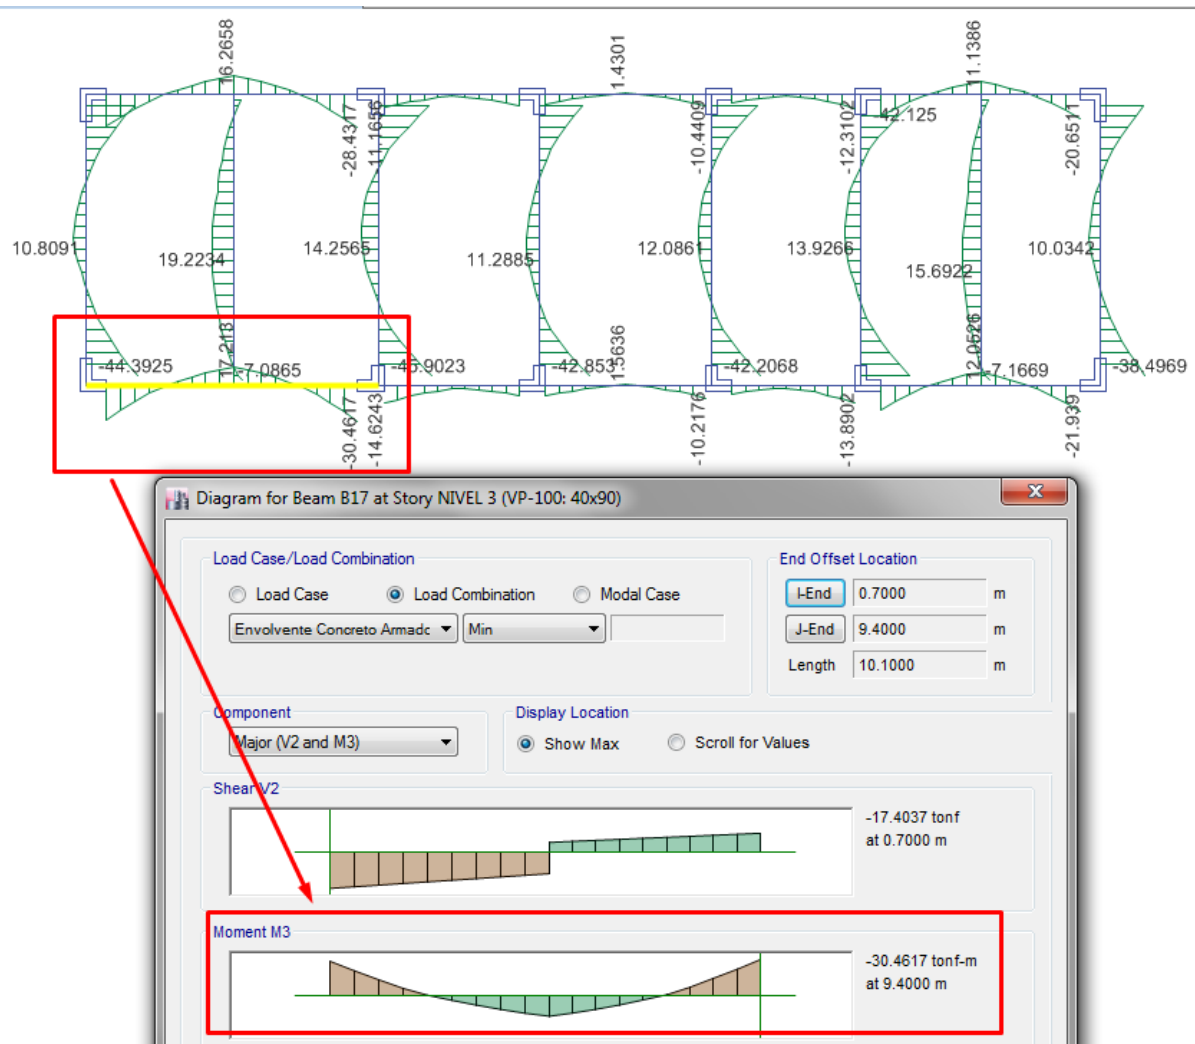 16.2658
1.4301
11.1386
-28.4317
-11.1656
-10.4409
-12.3102
-42.125
-20.6511
10.8091
19.2234
14.2565
11.2885
12.0861
13.9266
15.6922
10.0342
-44.3925
17.213
-7.0865
-45.9023
-42.853
1.5636
-42.2068
12.0526
-7.1669
-38.4969
-30.4617
-14.6243
-10.2176
-13.8902
-21.939
Diagram for Beam B17 at Story NIVEL 3 (VP-100: 40x90)
Load Case/Load Combination
Load Case
Load Combination
Modal Case
Envolvente Concreto Armadc
Min
End Offset Location
I-End
0.7000
m
J-End
9.4000
m
Length
10.1000
m
Component
Major (V2 and M3)
Display Location
Show Max
Scroll for Values
Shear V2
-17.4037 tonf
at 0.7000 m
Moment M3
-30.4617 tonf-m
at 9.4000 m